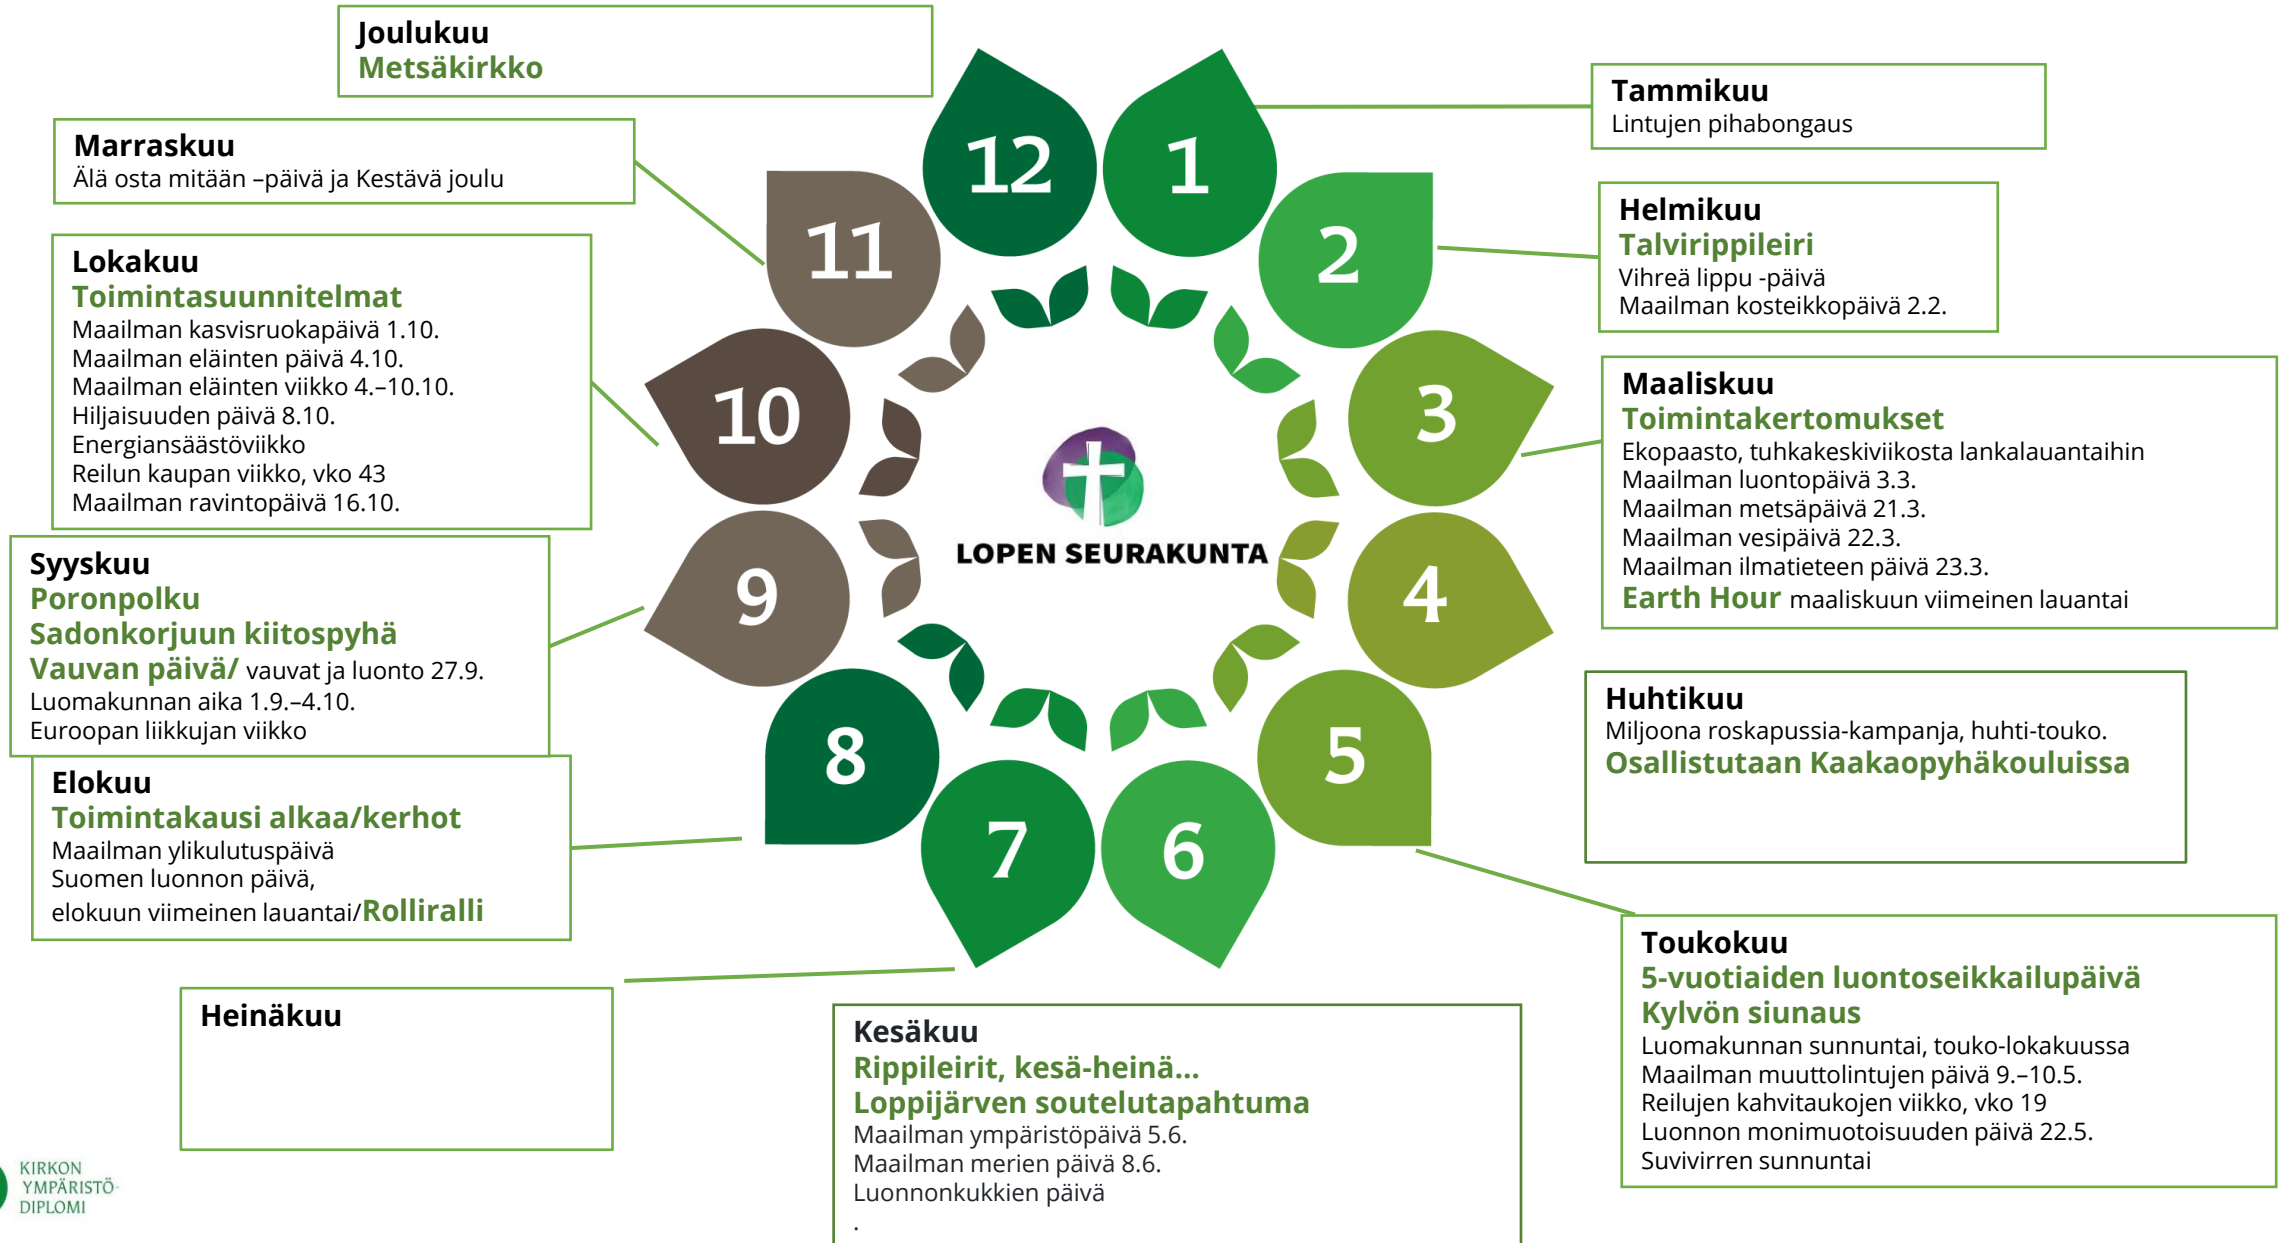 Joulukuu
Metsäkirkko
Tammikuu
Lintujen pihabongaus
Marraskuu
Älä osta mitään –päivä ja Kestävä joulu
Helmikuu
Talvirippileiri
Vihreä lippu -päivä
Maailman kosteikkopäivä 2.2.
Lokakuu
Toimintasuunnitelmat
Maailman kasvisruokapäivä 1.10.
Maailman eläinten päivä 4.10.
Maailman eläinten viikko 4.–10.10.
Hiljaisuuden päivä 8.10.
Energiansäästöviikko
Reilun kaupan viikko, vko 43
Maailman ravintopäivä 16.10.
Maaliskuu
Toimintakertomukset
Ekopaasto, tuhkakeskiviikosta lankalauantaihin
Maailman luontopäivä 3.3.
Maailman metsäpäivä 21.3.
Maailman vesipäivä 22.3.
Maailman ilmatieteen päivä 23.3.
Earth Hour maaliskuun viimeinen lauantai
Syyskuu
Poronpolku
Sadonkorjuun kiitospyhä
Vauvan päivä/ vauvat ja luonto 27.9.
Luomakunnan aika 1.9.–4.10.
Euroopan liikkujan viikko
Huhtikuu
Miljoona roskapussia-kampanja, huhti-touko.
Osallistutaan Kaakaopyhäkouluissa
Elokuu
Toimintakausi alkaa/kerhot
Maailman ylikulutuspäivä
Suomen luonnon päivä,
elokuun viimeinen lauantai/Rolliralli
Toukokuu
5-vuotiaiden luontoseikkailupäivä
Kylvön siunaus
Luomakunnan sunnuntai, touko-lokakuussa
Maailman muuttolintujen päivä 9.–10.5.
Reilujen kahvitaukojen viikko, vko 19
Luonnon monimuotoisuuden päivä 22.5.
Suvivirren sunnuntai
Heinäkuu
Kesäkuu
Rippileirit, kesä-heinä...
Loppijärven soutelutapahtuma
Maailman ympäristöpäivä 5.6.
Maailman merien päivä 8.6.
Luonnonkukkien päivä
.
12
1
11
2
10
3
9
4
8
5
7
6
LOPEN SEURAKUNTA
KIRKON
YMPÄRISTÖ-
DIPLOMI